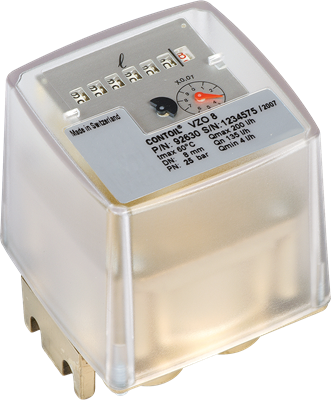 ℓ
x0.01
Made in Switzerland
CONTOIL® VZO 8
P/N: 92630 S/N:1234575 / 2007
tmax 60°C Qmax 200 l/h
DN: 8 mm Qn 135 l/h
PN: 25 bar Qmin 4 l/h